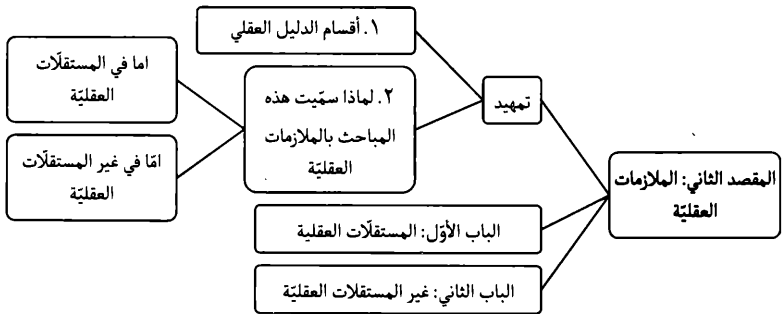 المقصد الثاني: الملازمات
العقليّة
تمهيد
١. أقسام الدليل العقلي
٢. لماذا سمّيت هذه
المباحث بالملازمات
العقليّة
اما في المستقلّات
العقليّة
امّا في غير المستقلّات
العقليّة
الباب الأوّل: المستقلّات العقلية
الباب الثاني: غير المستقلات العقليّة